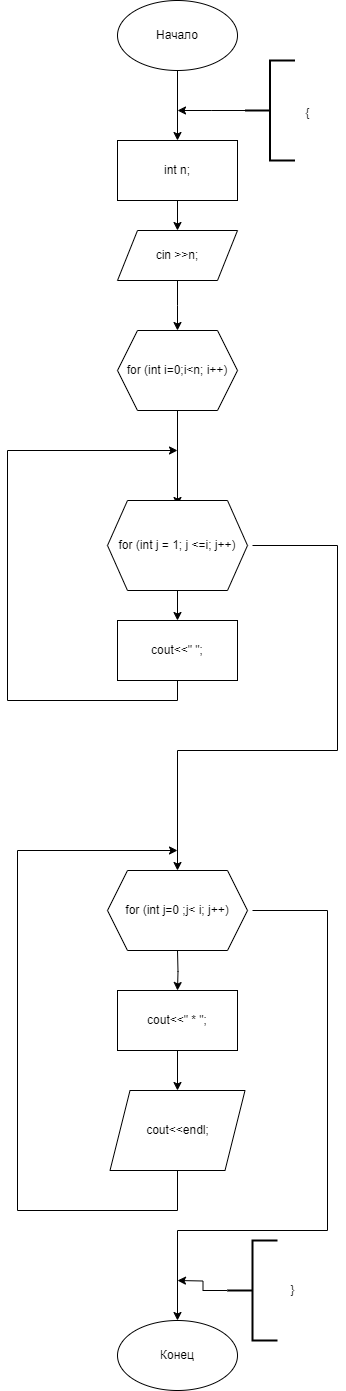 Начало
{
int n;
cin >>n;
for (int i=0;i<n; i++)
for (int j = 1; j <=i; j++)
cout<<" ";
for (int j=0 ;j< i; j++)
cout<<" * ";
cout<<endl;
}
Конец